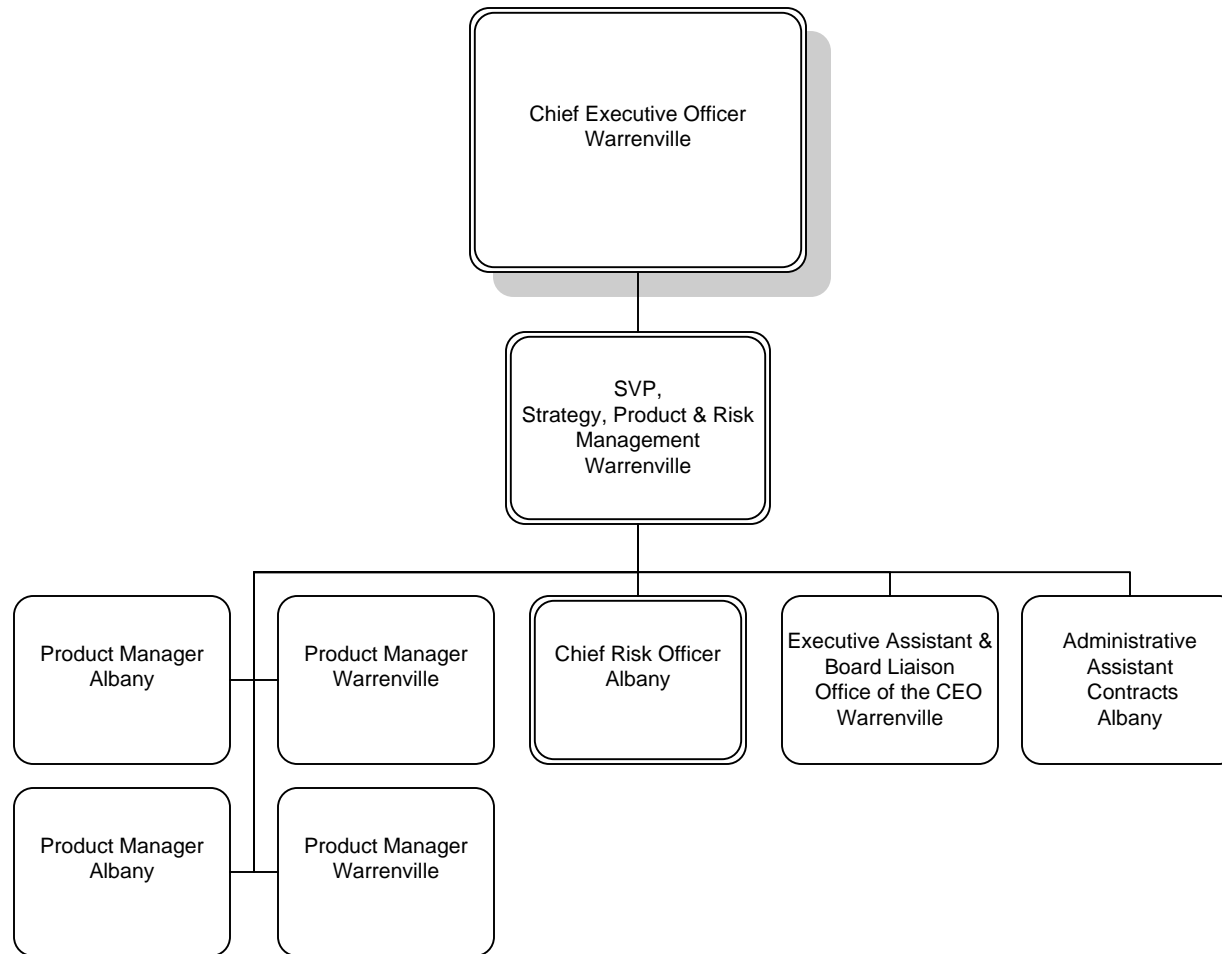 Chief Executive Officer
Warrenville
SVP,
Strategy, Product & Risk
Management
Warrenville
Product Manager
Albany
Product Manager
Warrenville
Chief Risk Officer
Albany
Executive Assistant &
Board Liaison
Office of the CEO
Warrenville
Administrative
Assistant
Contracts
Albany
Product Manager
Albany
Product Manager
Warrenville